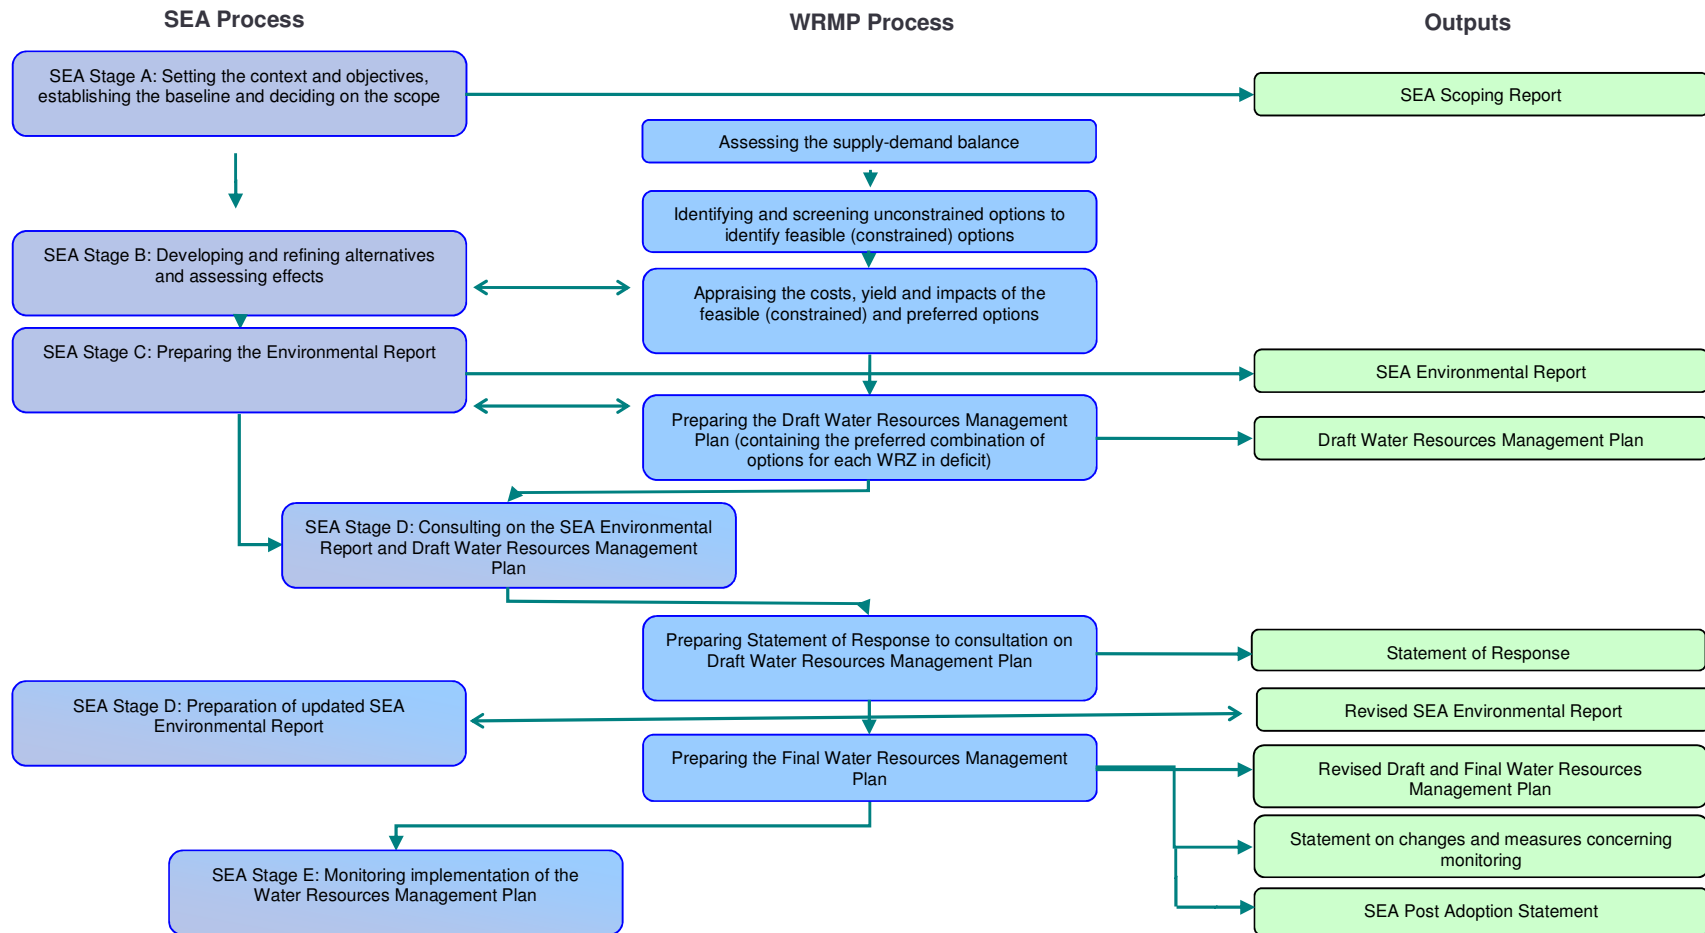 SEA Process
WRMP Process
Outputs
SEA Stage A: Setting the context and objectives,
establishing the baseline and deciding on the scope
SEA Scoping Report
Assessing the supply-demand balance
Identifying and screening unconstrained options to
identify feasible (constrained) options
SEA Stage B: Developing and refining alternatives
and assessing effects
Appraising the costs, yield and impacts of the
feasible (constrained) and preferred options
SEA Stage C: Preparing the Environmental Report
SEA Environmental Report
Preparing the Draft Water Resources Management
Plan (containing the preferred combination of
options for each WRZ in deficit)
Draft Water Resources Management Plan
SEA Stage D: Consulting on the SEA Environmental
Report and Draft Water Resources Management
Plan
Preparing Statement of Response to consultation on
Draft Water Resources Management Plan
Statement of Response
SEA Stage D: Preparation of updated SEA
Environmental Report
Revised SEA Environmental Report
Preparing the Final Water Resources Management
Plan
Revised Draft and Final Water Resources
Management Plan
Statement on changes and measures concerning
monitoring
SEA Stage E: Monitoring implementation of the
Water Resources Management Plan
SEA Post Adoption Statement